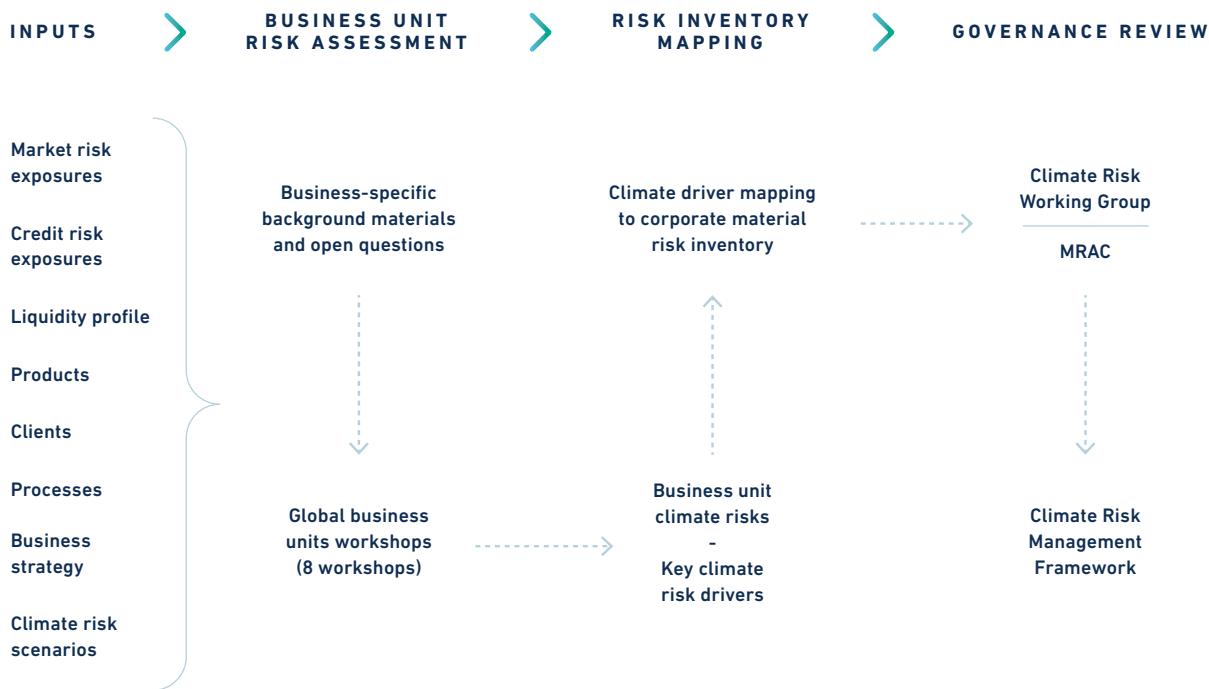 INPUTS
BUSINESS UNIT
RISK ASSESSMENT
RISK INVENTORY
MAPPING
GOVERNANCE REVIEW
Market risk
exposures
Credit risk
exposures
Liquidity profile
Products
Clients
Processes
Business
strategy
Climate risk
scenarios
Business-specific
background materials
and open questions
Global business
units workshops
(8 workshops)
Climate driver mapping
to corporate material
risk inventory
Business unit
climate risks
-
Key climate
risk drivers
Climate Risk
Working Group
MRAC
Climate Risk
Management
Framework